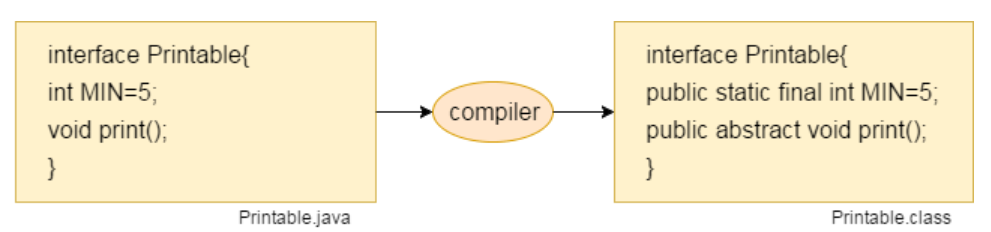 interface Printable{
int MIN=5;
void print();
}
Printable.java
compiler
interface Printable{
public static final int MIN=5;
public abstract void print();
}
Printable.class